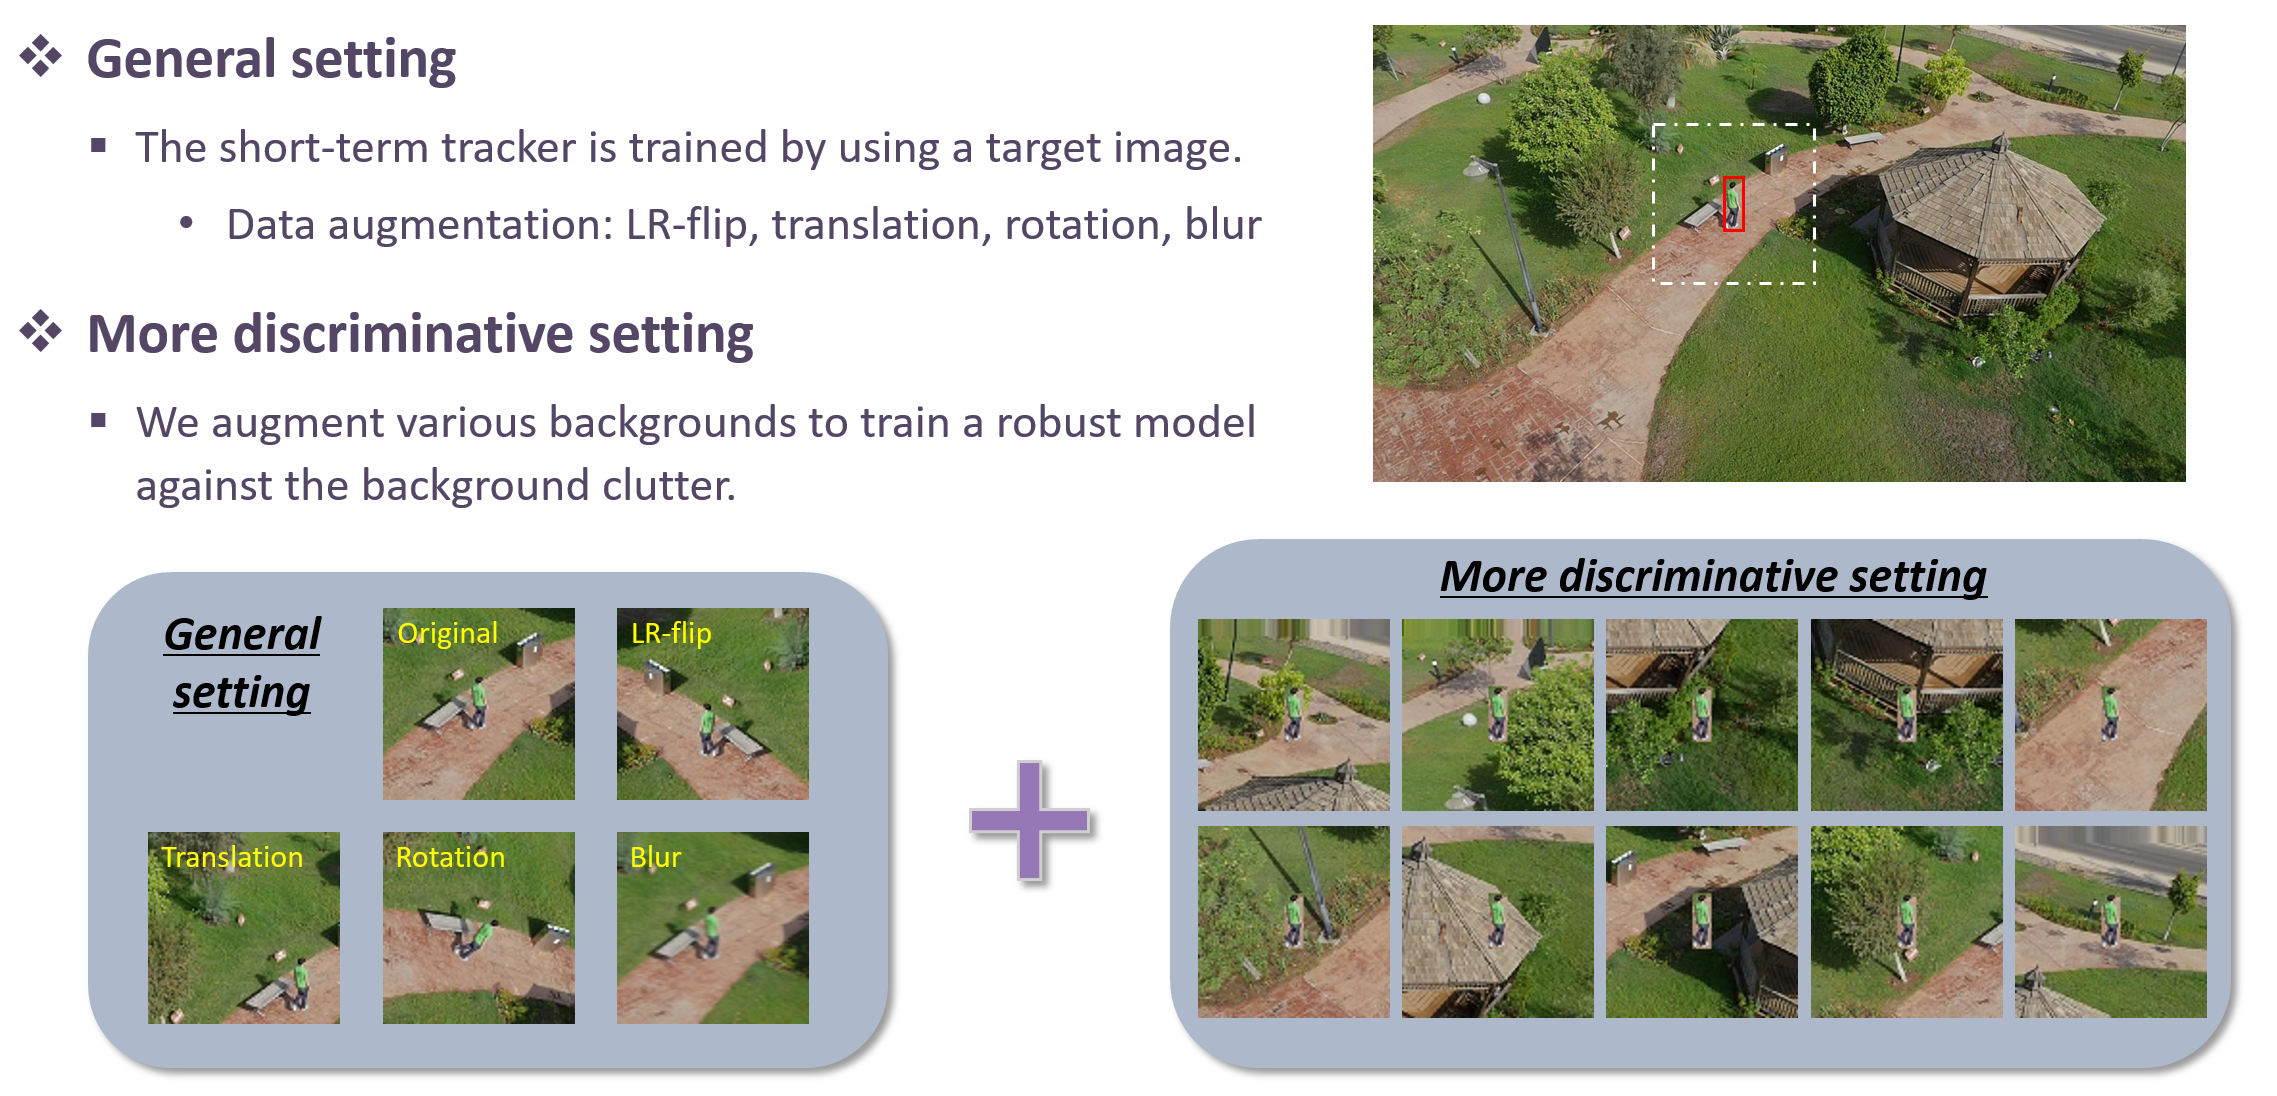 General setting
The short-term tracker is trained by using a target image.
Data augmentation: LR-flip, translation, rotation, blur
More discriminative setting
We augment various backgrounds to train a robust model
against the background clutter.
General
setting
Original
LR-flip
Translation
Rotation
Blur
More discriminative setting